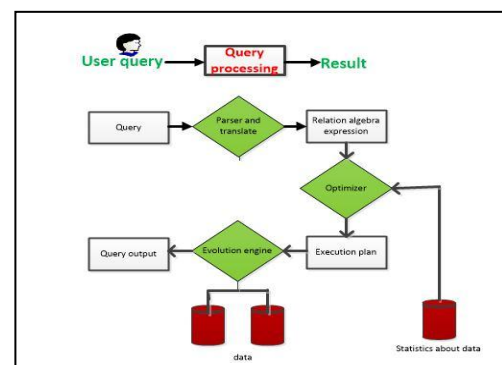 User query
Query
processing
Result
Query
Parser and
translate
Relation algebra
expression
Optimizer
Query output
Evolution engine
Execution plan
data
Statistics about data